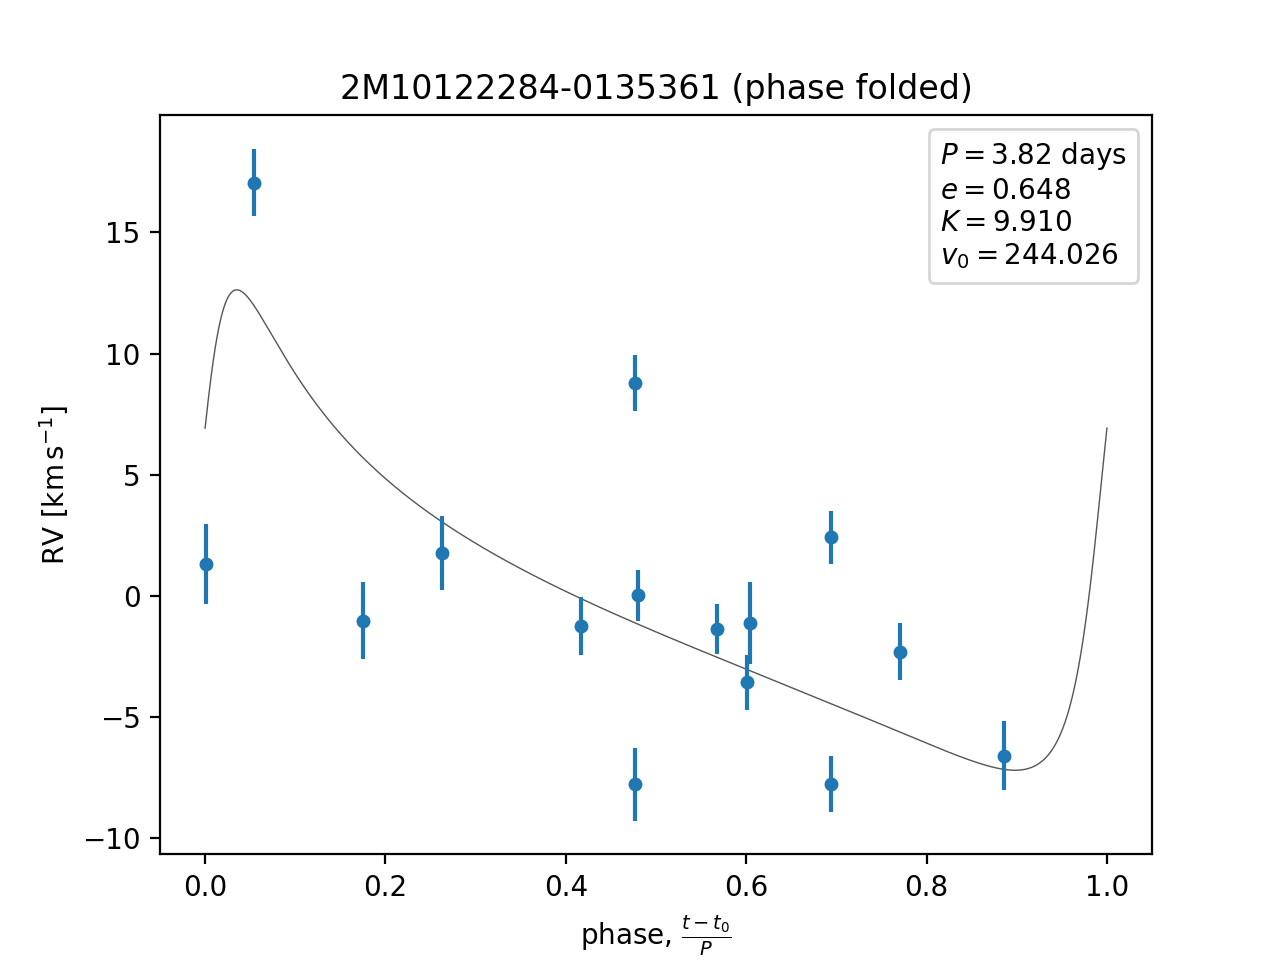 2M10122284-0135361 (phase folded)
P = 3.82 days
e = 0.648
K = 9.910
v₀ = 244.026
RV [km s⁻¹]
15
10
5
0
−5
−10
0.0 0.2 0.4 0.6 0.8 1.0
phase, (t − t₀)/P